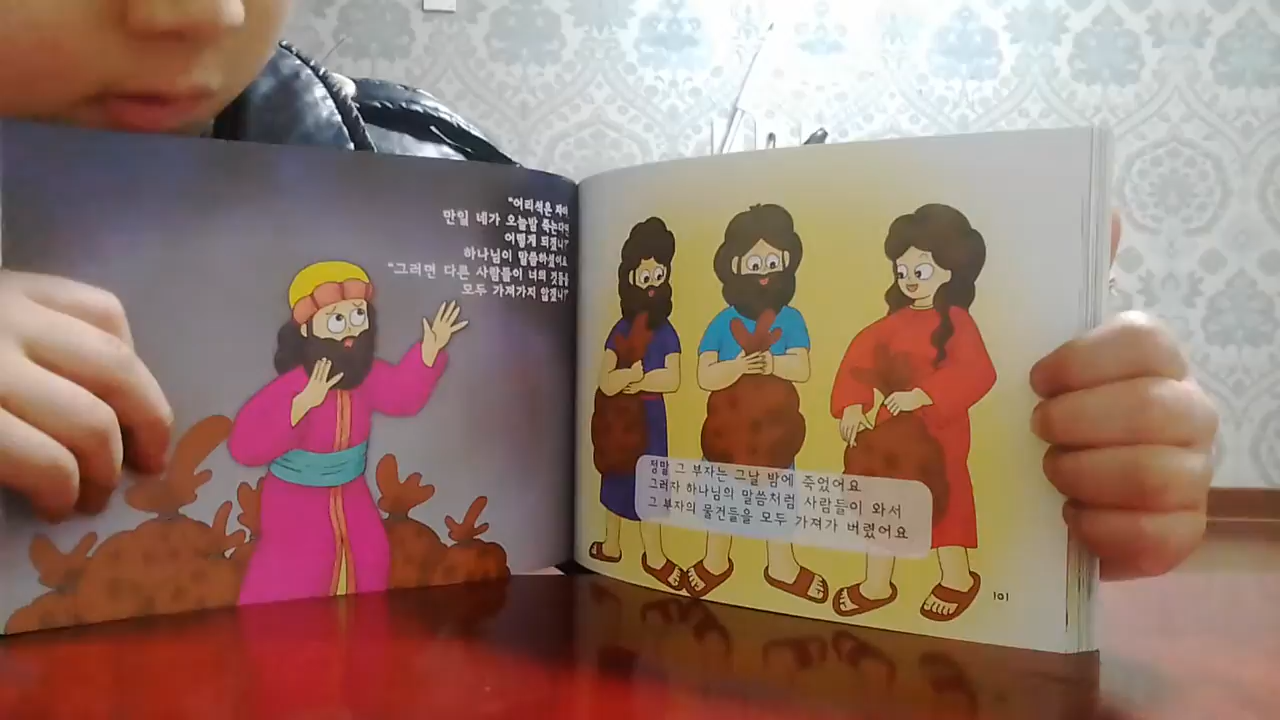 "어리석은 자여
만일 네가 오늘밤 죽는다면
어떻게 되겠니?"
하나님이 말씀하셨어요
"그러면 다른 사람들이 너의 것들을
모두 가져가지 않겠니?"
정말 그 부자는 그날 밤에 죽었어요
그러자 하나님의 말씀처럼 사람들이 와서
그 부자의 물건들을 모두 가져가 버렸어요
101